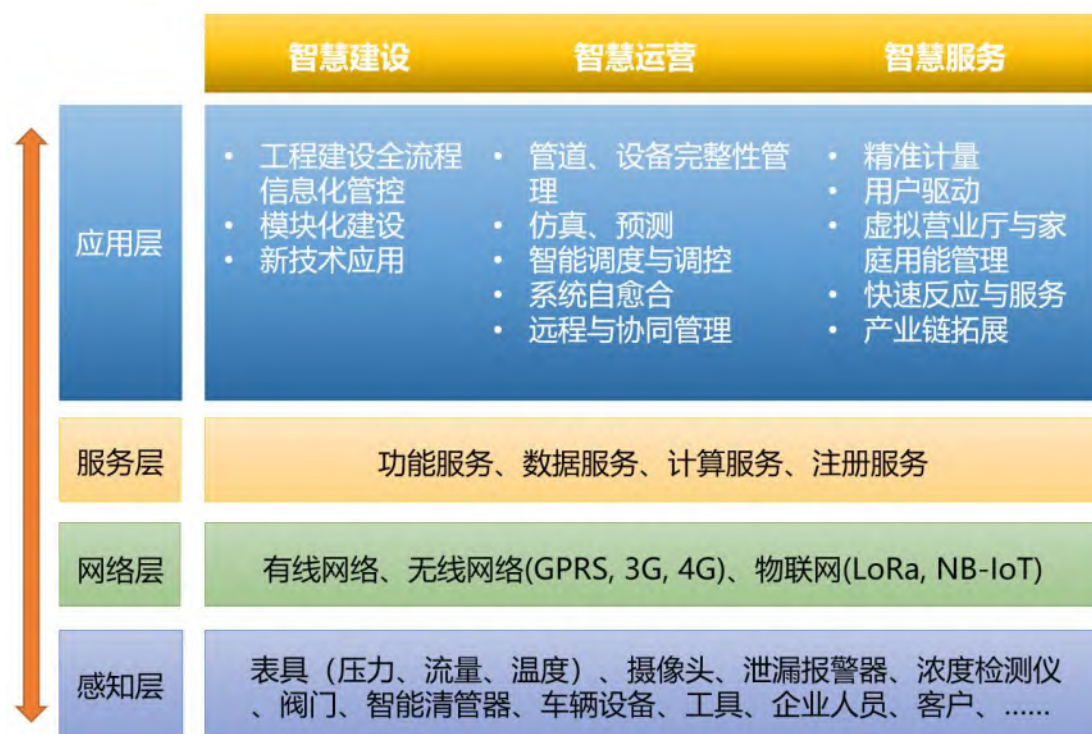 智慧建设 智慧运营 智慧服务
应用层
• 工程建设全流程
信息化管控
• 模块化建设
• 新技术应用
• 管道、设备完整性管
理
• 仿真、预测
• 智能调度与调控
• 系统自愈合
• 远程与协同管理
• 精准计量
• 用户驱动
• 虚拟营业厅与家
庭用能管理
• 快速反应与服务
• 产业链拓展
服务层
功能服务、数据服务、计算服务、注册服务
网络层
有线网络、无线网络(GPRS, 3G, 4G)、物联网(LoRa, NB-IoT)
感知层
表具（压力、流量、温度）、摄像头、泄漏报警器、浓度检测仪
、阀门、智能清管器、车辆设备、工具、企业人员、客户、......